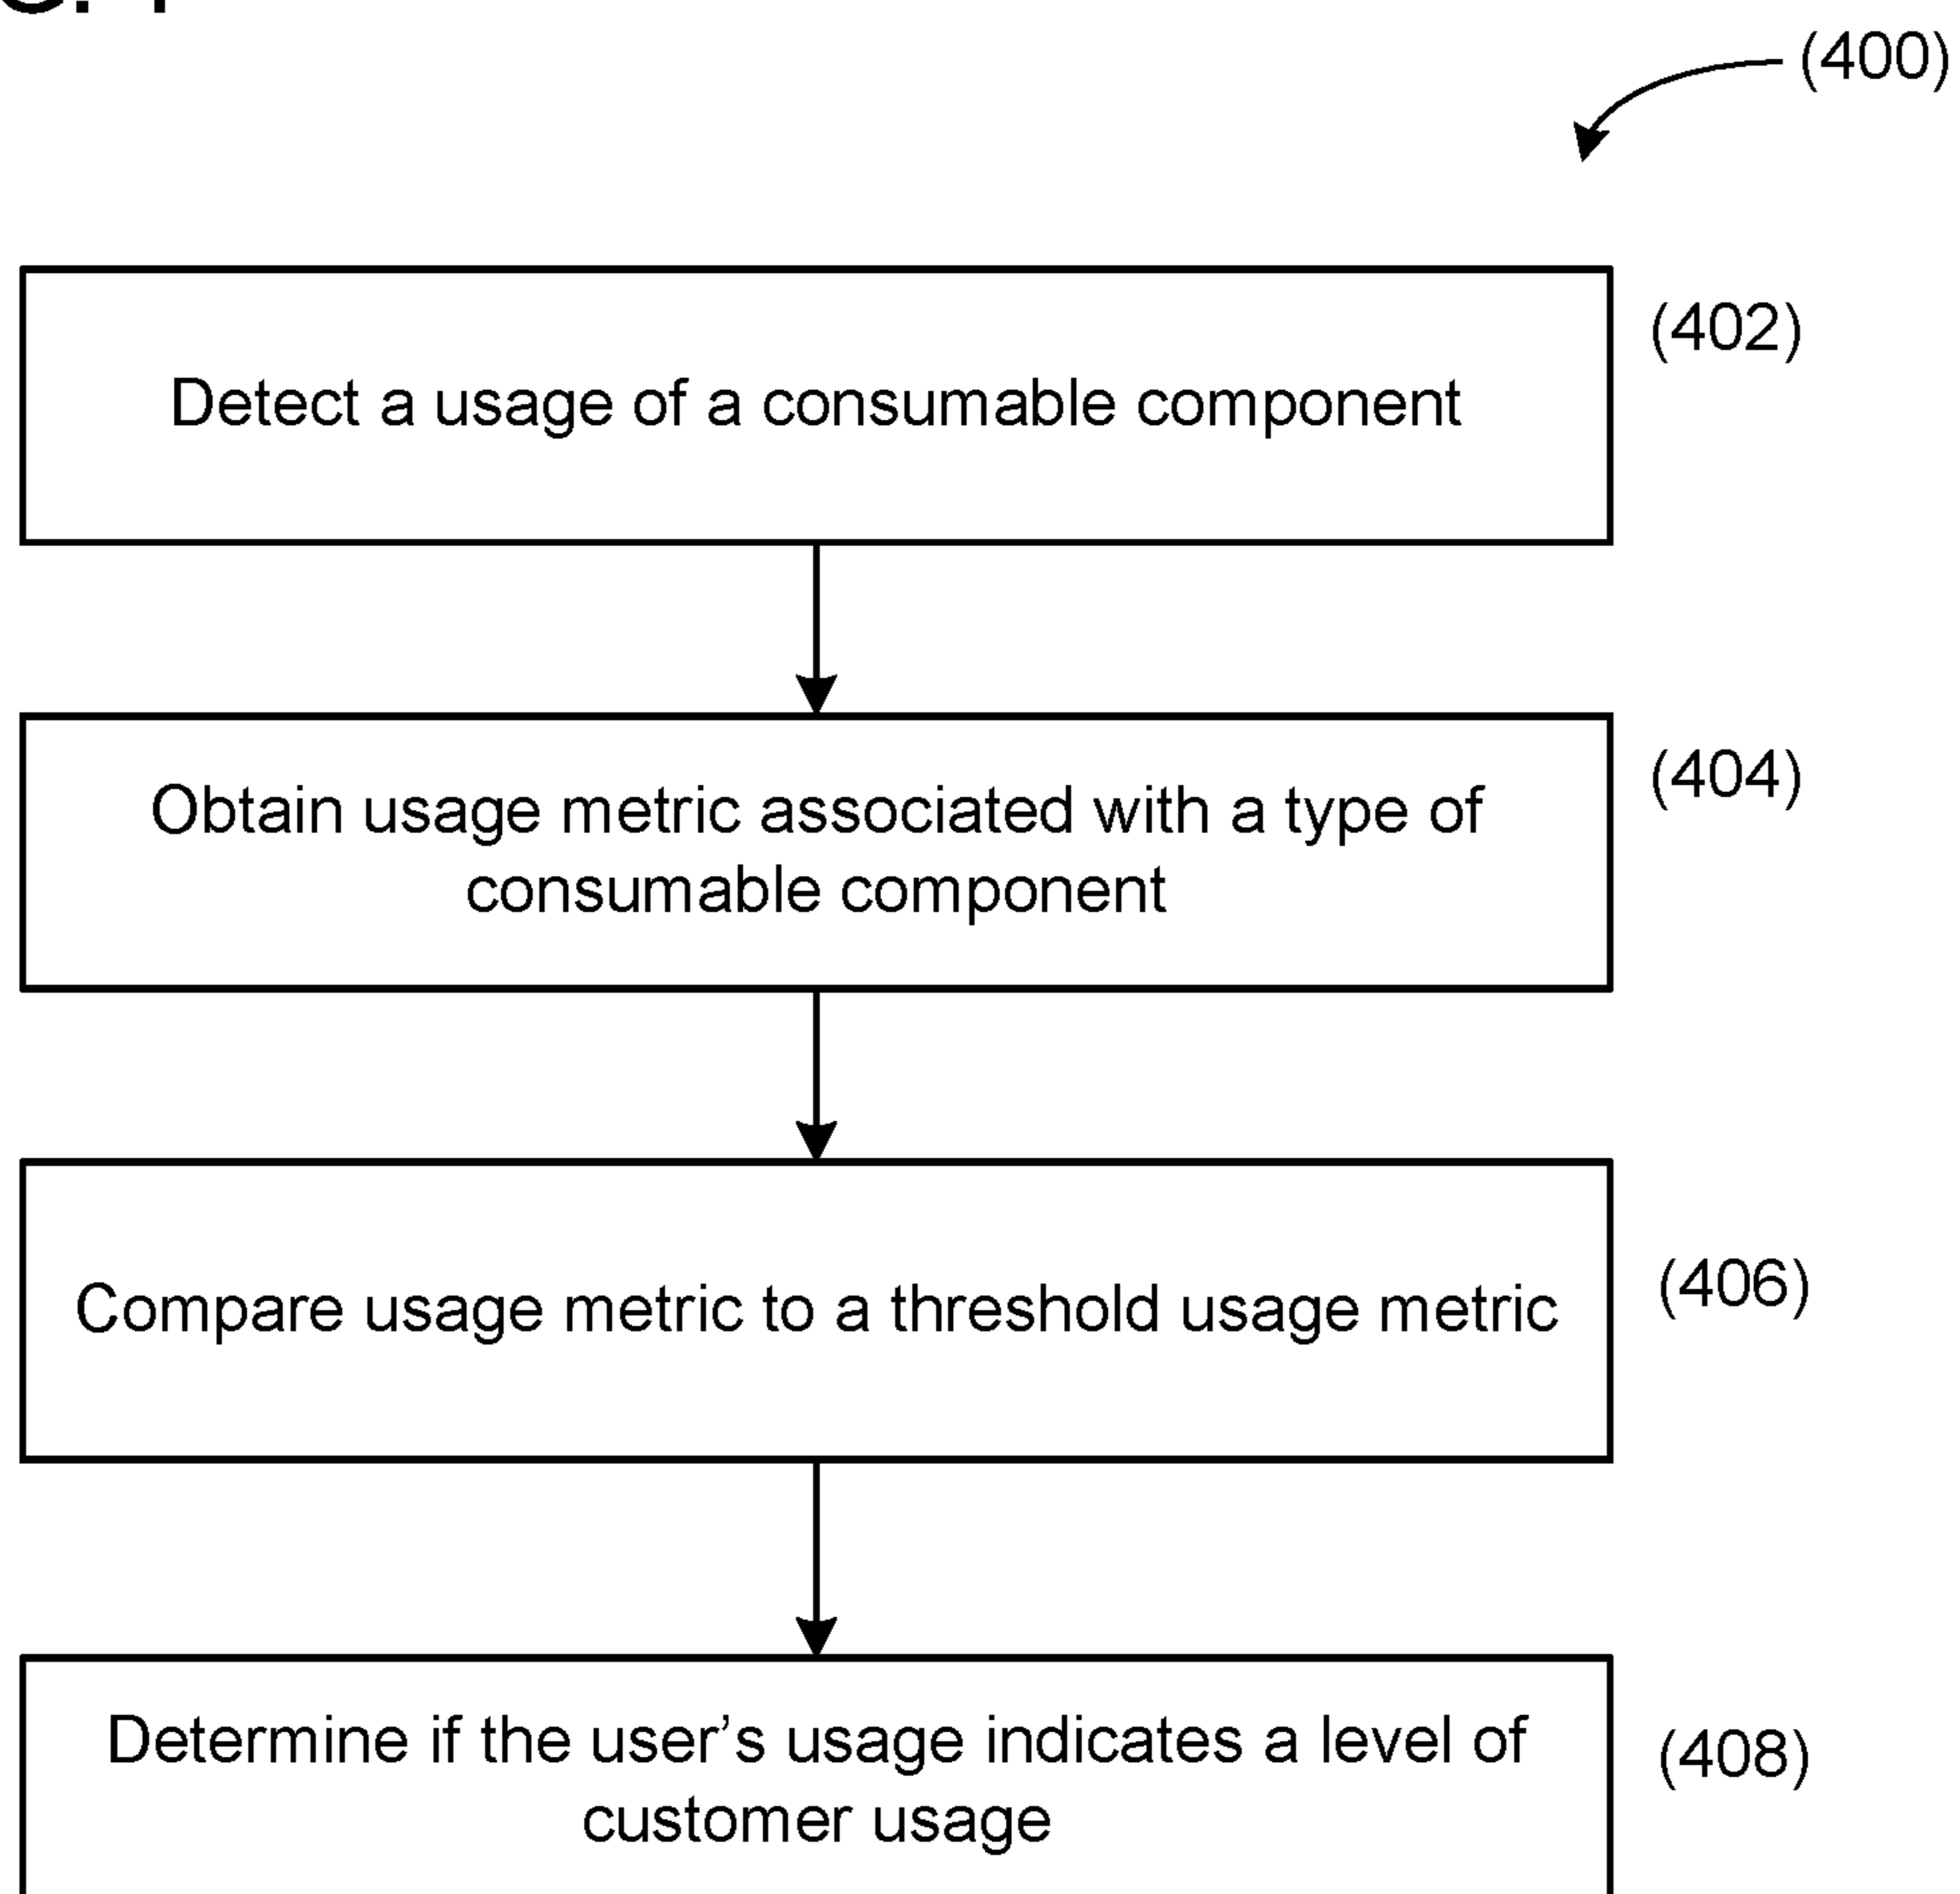 (400)
(402)
Detect a usage of a consumable component
(404)
Obtain usage metric associated with a type of
consumable component
(406)
Compare usage metric to a threshold usage metric
(408)
Determine if the user’s usage indicates a level of
customer usage